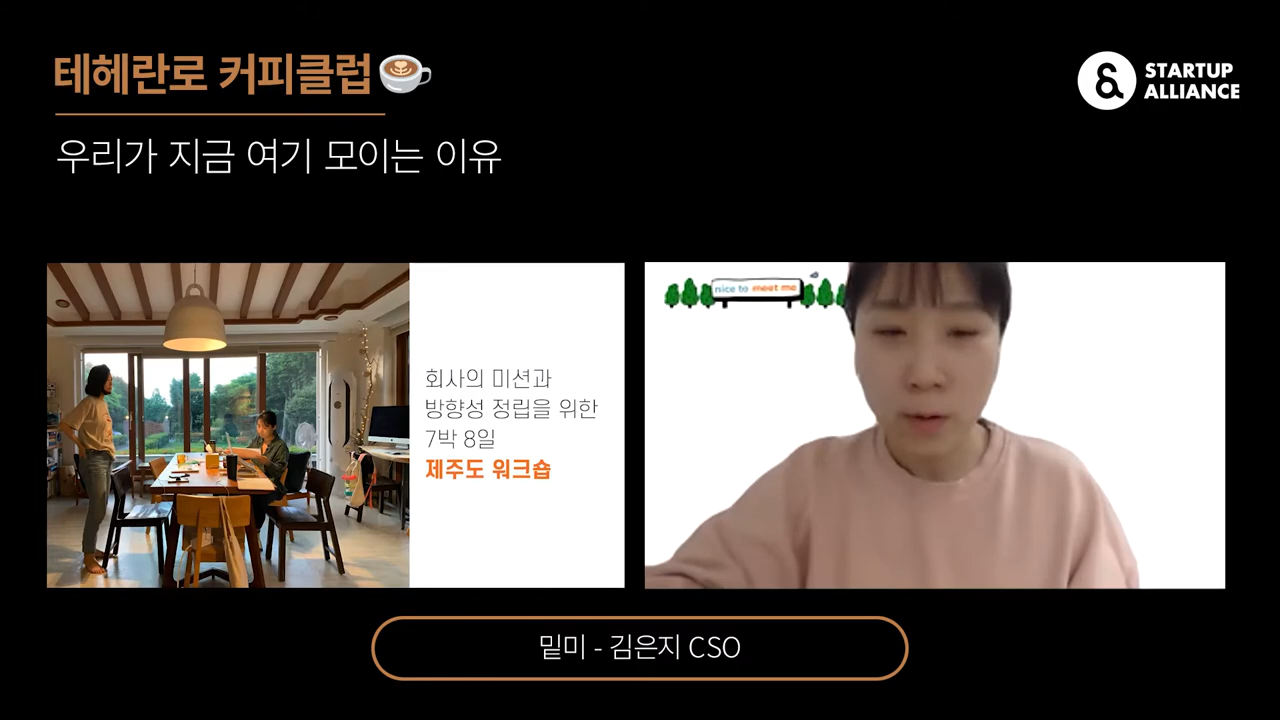 테헤란로 커피클럽
STARTUP
ALLIANCE
우리가 지금 여기 모이는 이유
회사의 미션과
방향성 정립을 위한
7박 8일
제주도 워크숍
nice to meet me
밑미 - 김은지 CSO